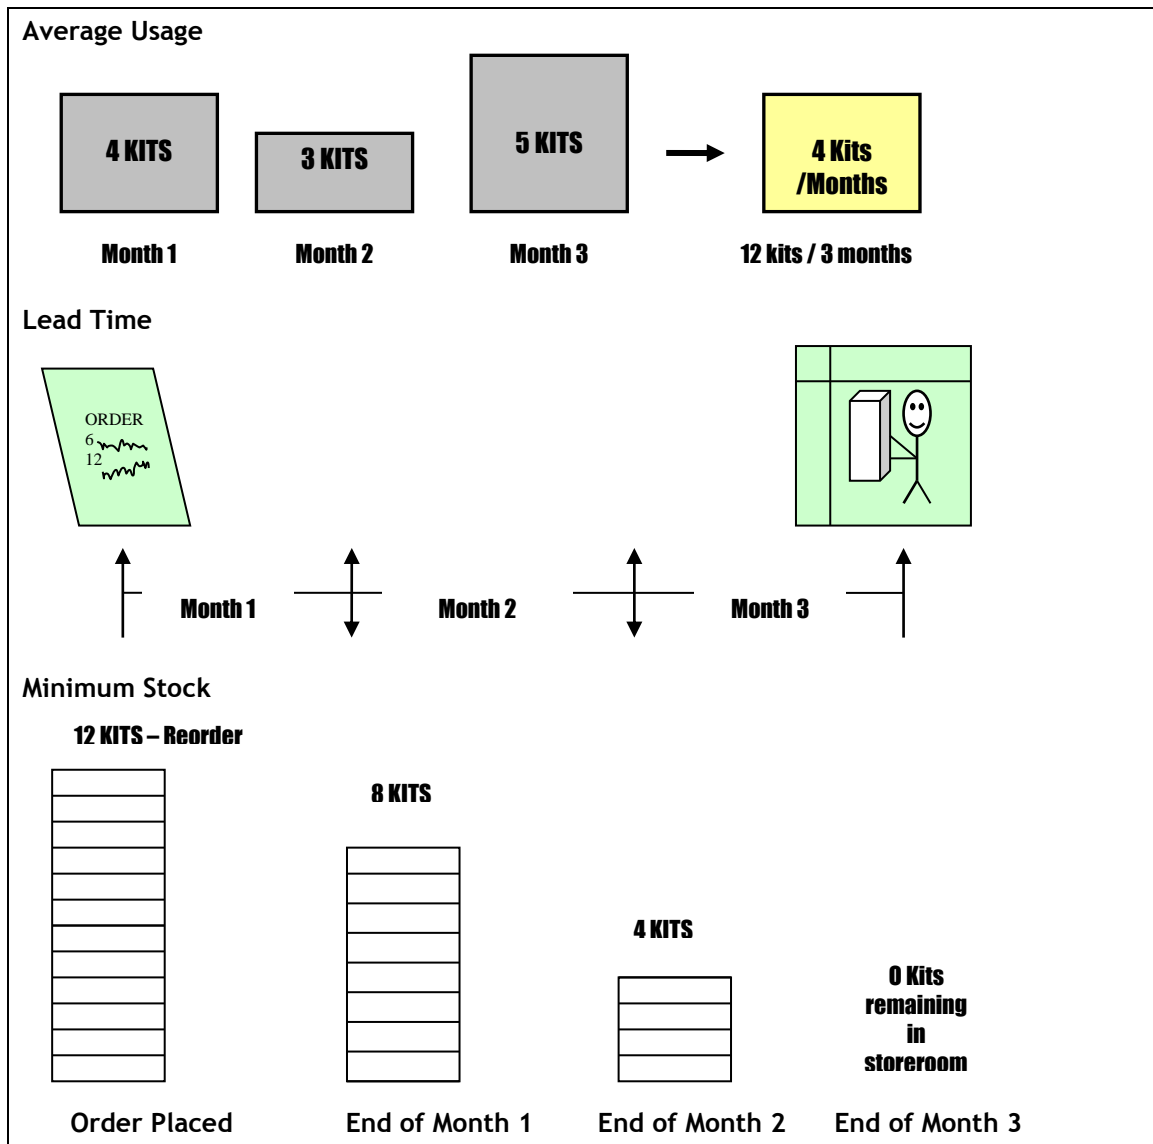 Average Usage
4 KITS
3 KITS
5 KITS
4 Kits
/Months
Month 1
Month 2
Month 3
12 kits / 3 months
Lead Time
ORDER
6
12
Month 1
Month 2
Month 3
Minimum Stock
12 KITS – Reorder
8 KITS
4 KITS
0 Kits
remaining
in
storeroom
Order Placed
End of Month 1
End of Month 2
End of Month 3